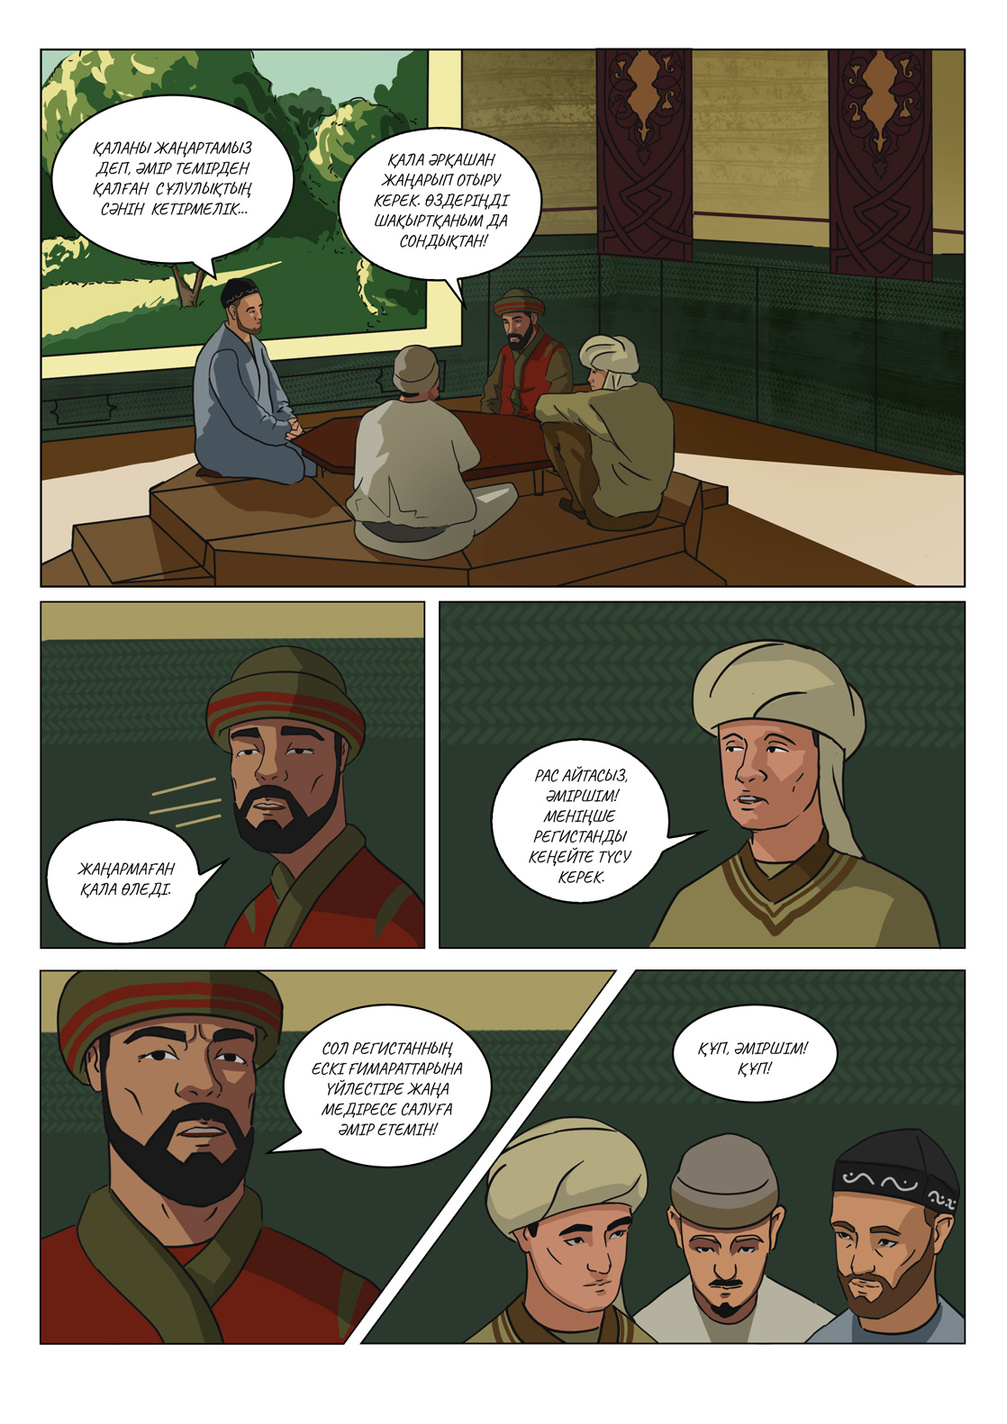 ҚАЛАНЫ ЖАҢАРТАМЫЗ
ДЕП, ӘМІР ТЕМІРДЕН
ҚАЛҒАН СҰЛУЛЫҚТЫҢ
СӘНІН КЕТІРМЕЛІК...
ҚАЛА ӘРҚАШАН
ЖАҢАРЫП ОТЫРУ
КЕРЕК. ӨЗДЕРІҢДІ
ШАҚЫРТҚАНЫМ ДА
СОНДЫҚТАН!
ЖАҢАРМАҒАН
ҚАЛА ӨЛЕДІ.
РАС АЙТАСЫЗ,
ӘМІРШІМ!
МЕНІҢШЕ
РЕГИСТАНДЫ
КЕҢЕЙТЕ ТҮСУ
КЕРЕК.
СОЛ РЕГИСТАННЫҢ
ЕСКІ ҒИМАРАТТАРЫНА
ҮЙЛЕСТІРЕ ЖАҢА
МЕДІРЕСЕ САЛУҒА
ӘМІР ЕТЕМІН!
ҚҰП, ӘМІРШІМ!
ҚҰП!